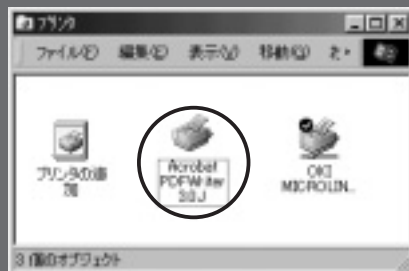 プリンタ
ファイル(F) 編集(E) 表示(V) 移動(G) お
プリンタの追
加
Acrobat
PDFWriter
3.0J
OKI
MICROLIN...
3 個のオブジェクト